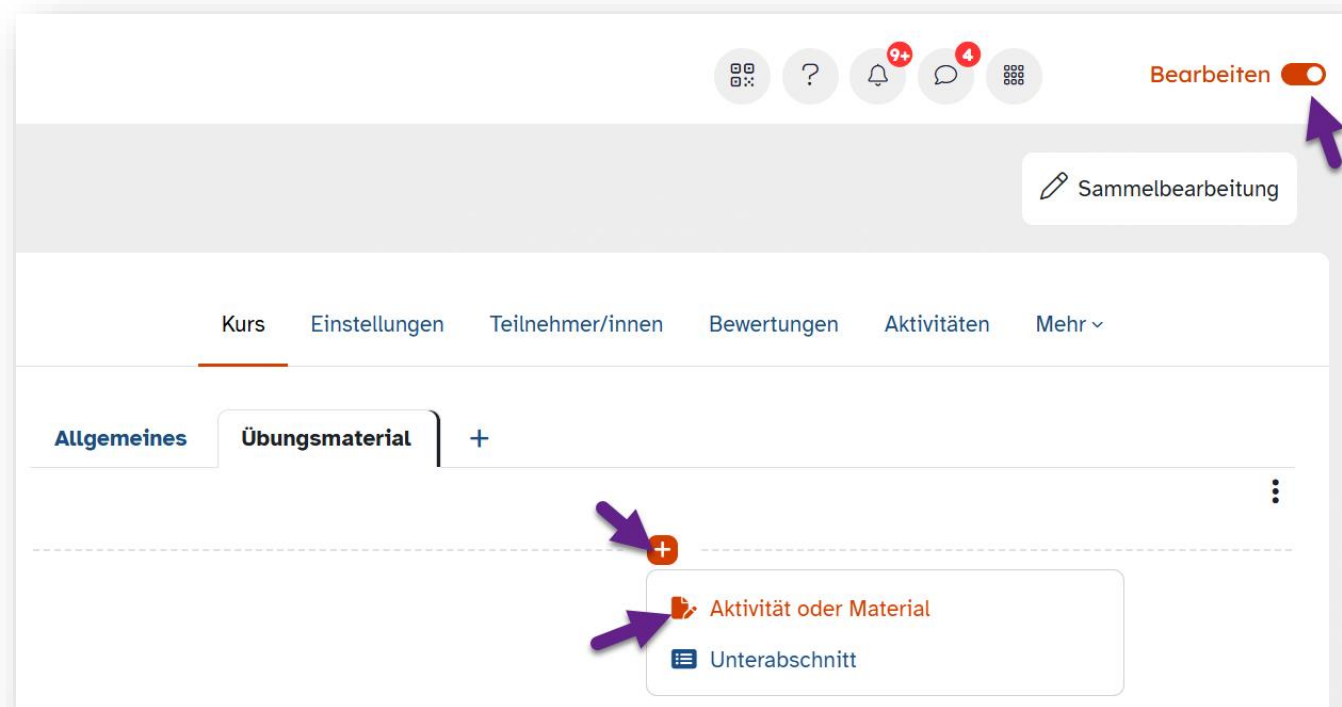 9+ 4 Bearbeiten
Sammelbearbeitung
Kurs Einstellungen Teilnehmer/innen Bewertungen Aktivitäten Mehr
Allgemeines Übungsmaterial +
+
Aktivität oder Material
Unterabschnitt